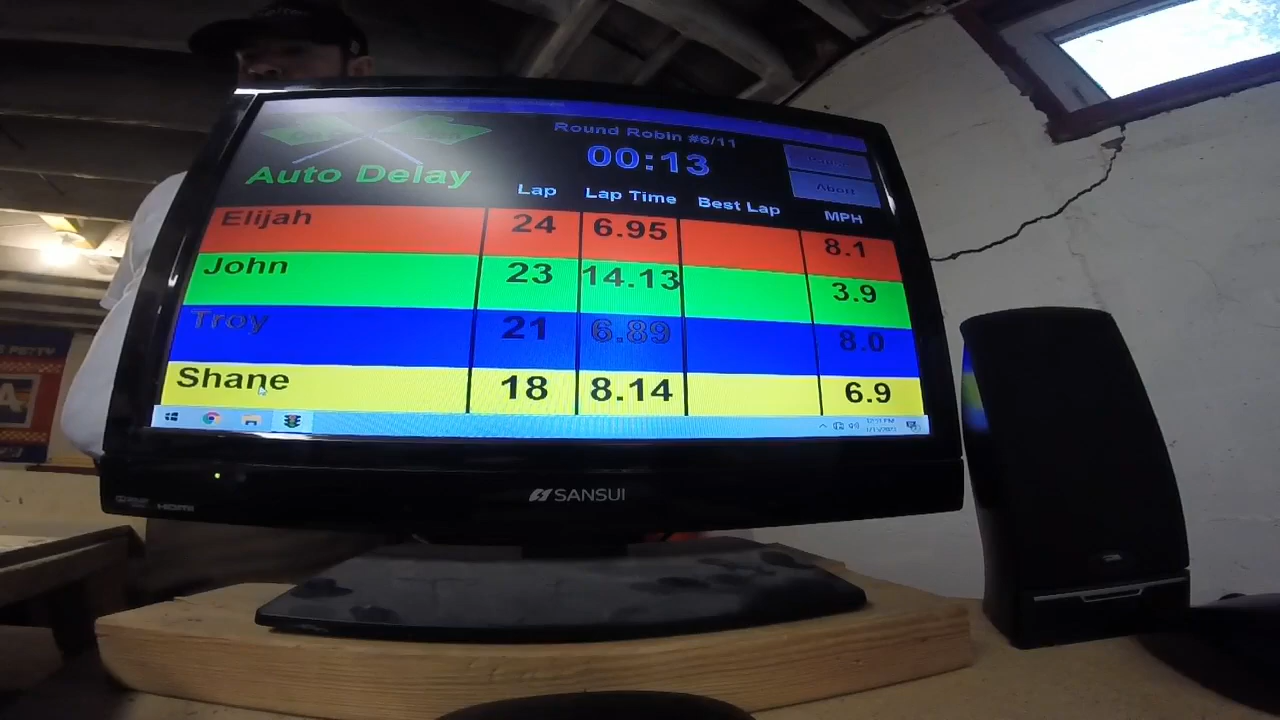 Round Robin #6/11
00:13
Auto Delay
Abort
Lap Lap Time Best Lap MPH
Elijah 24 6.95 8.1
John 23 14.13 3.9
Troy 21 6.89 8.0
Shane 18 8.14 6.9
SANSUI
HDMI